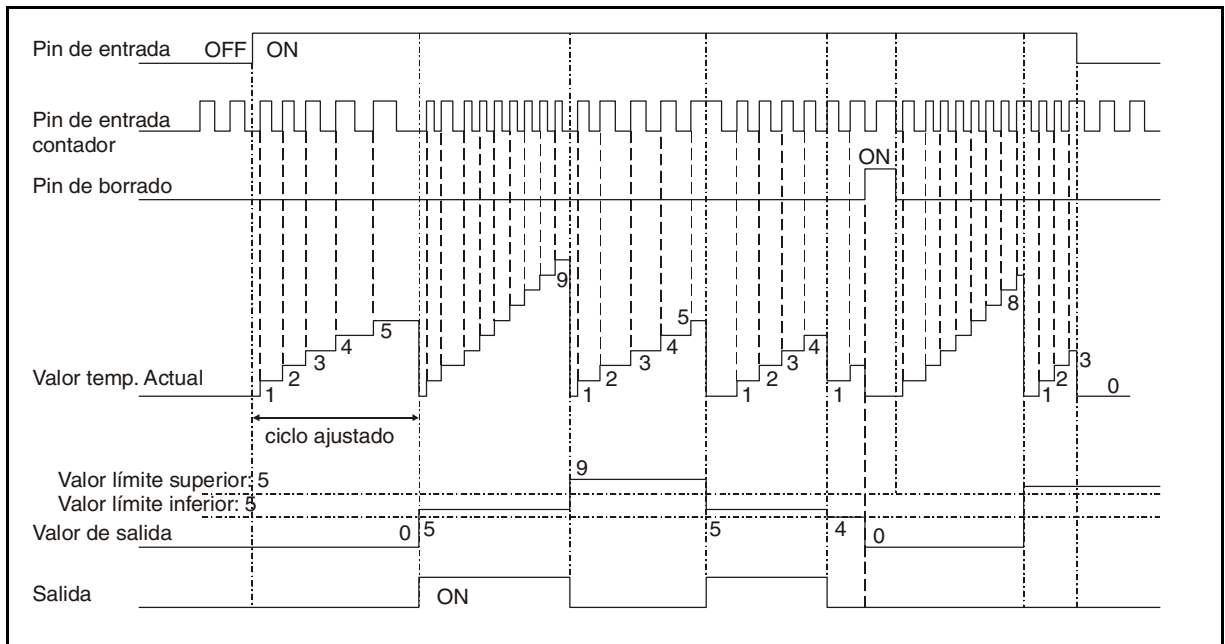 Pin de entrada OFF ON
Pin de entrada
contador
ON
Pin de borrado
9
8
5
5
4
4
3
3
3
3
2
2
2
2
Valor temp. Actual
1
1
1
1
1
0
ciclo ajustado
9
Valor límite superior: 5
Valor límite inferior: 5
Valor de salida 0 5 5 4 0
Salida ON